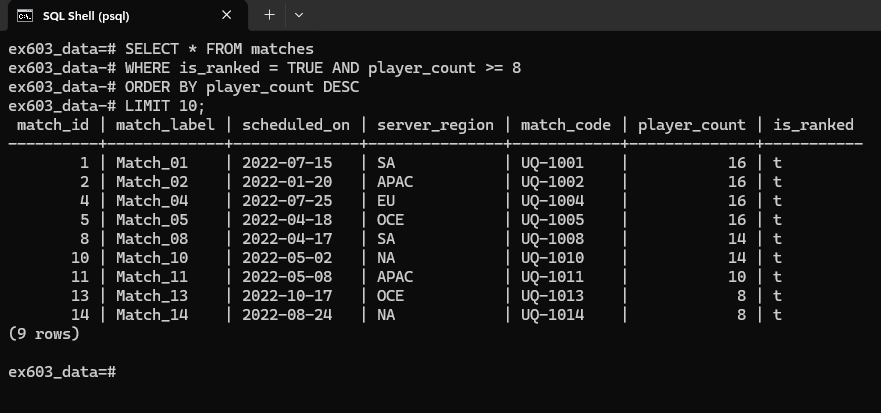 SQL Shell (psql)
ex603_data=# SELECT * FROM matches
ex603_data-# WHERE is_ranked = TRUE AND player_count >= 8
ex603_data-# ORDER BY player_count DESC
ex603_data-# LIMIT 10;
 match_id | match_label | scheduled_on | server_region | match_code | player_count | is_ranked
----------+-------------+--------------+---------------+------------+--------------+-----------
        1 | Match_01    | 2022-07-15   | SA            | UQ-1001    |           16 | t
        2 | Match_02    | 2022-01-20   | APAC          | UQ-1002    |           16 | t
        4 | Match_04    | 2022-07-25   | EU            | UQ-1004    |           16 | t
        5 | Match_05    | 2022-04-18   | OCE           | UQ-1005    |           16 | t
        8 | Match_08    | 2022-04-17   | SA            | UQ-1008    |           14 | t
       10 | Match_10    | 2022-05-02   | NA            | UQ-1010    |           14 | t
       11 | Match_11    | 2022-05-08   | APAC          | UQ-1011    |           10 | t
       13 | Match_13    | 2022-10-17   | OCE           | UQ-1013    |            8 | t
       14 | Match_14    | 2022-08-24   | NA            | UQ-1014    |            8 | t
(9 rows)
ex603_data=#